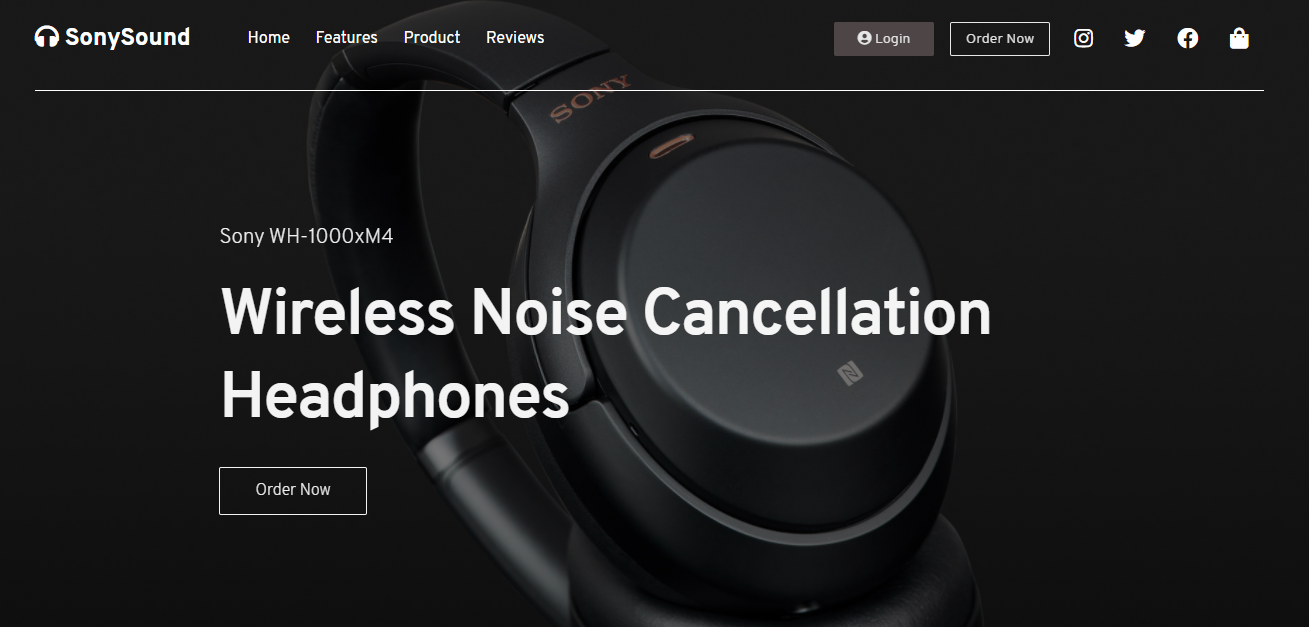 SonySound
Home Features Product Reviews
Login
Order Now
SONY
Sony WH-1000xM4
Wireless Noise Cancellation
Headphones
Order Now